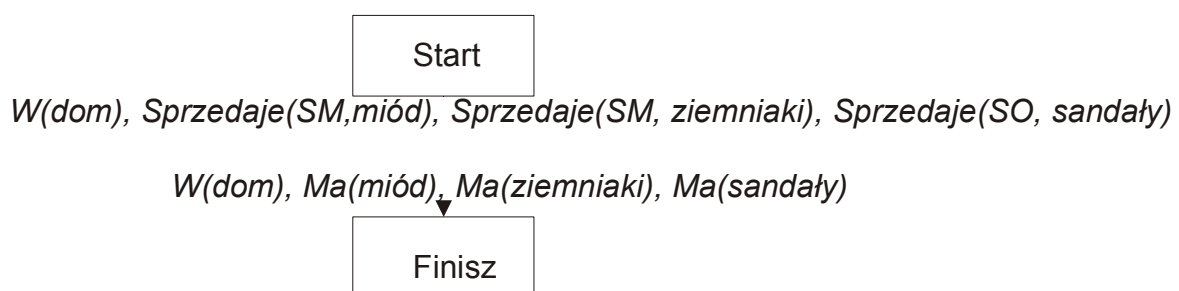 Start
W(dom), Sprzedaje(SM,miód), Sprzedaje(SM, ziemniaki), Sprzedaje(SO, sandały)
W(dom), Ma(miód), Ma(ziemniaki), Ma(sandały)
Finisz